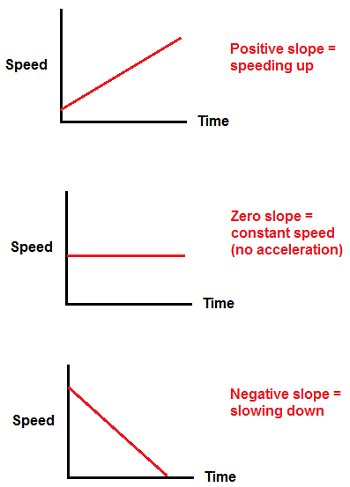 Speed
Positive slope =
speeding up
Time
Zero slope =
constant speed
(no acceleration)
Speed
Time
Negative slope =
slowing down
Speed
Time